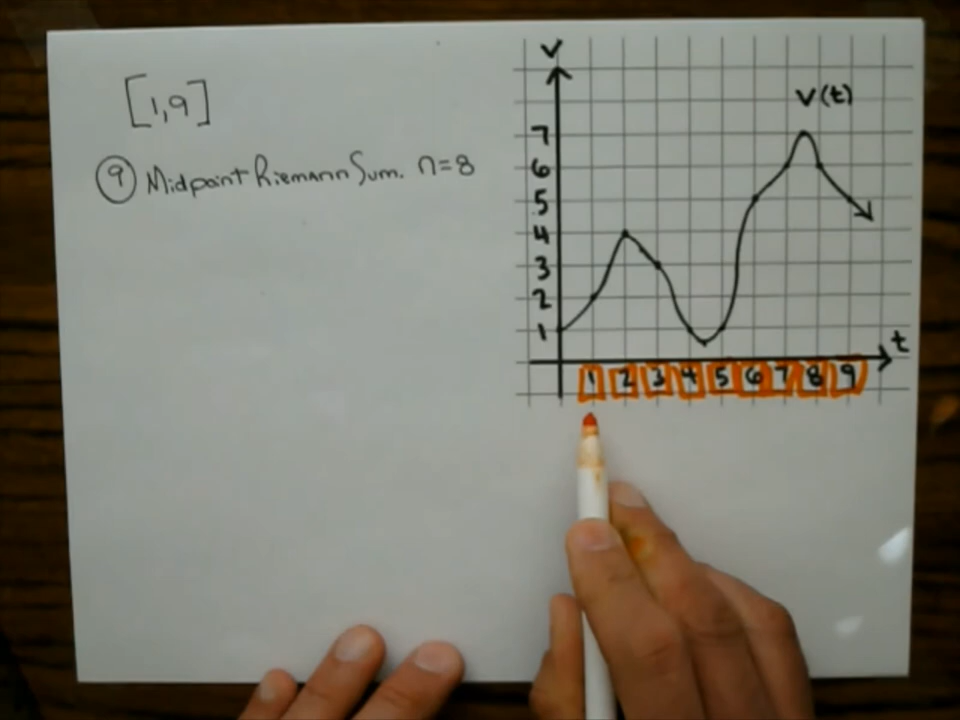 [1,9]
9 Midpoint Riemann Sum. n=8
V
V(t)
7
6
5
4
3
2
1
t
1 2 3 4 5 6 7 8 9